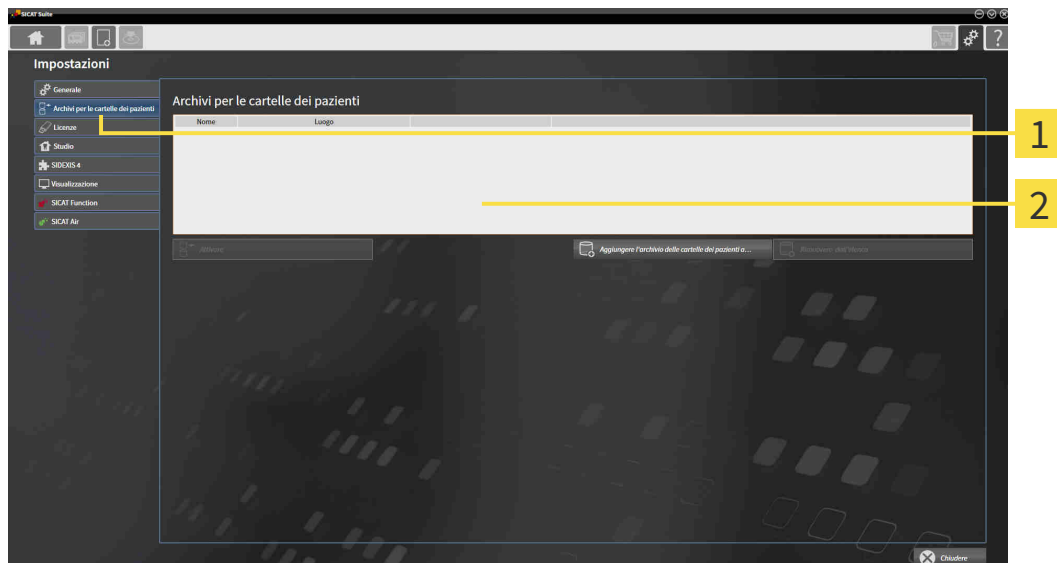 SICAT Suite
?
Impostazioni
Generale
Archivi per le cartelle dei pazienti
Licenze
Studio
SIDEXIS 4
Visualizzazione
SICAT Function
SICAT Air
Archivi per le cartelle dei pazienti
Nome Luogo
Attivare
Aggiungere l'archivio delle cartelle dei pazienti a...
Rimuovere dall'elenco
Chiudere
1
2